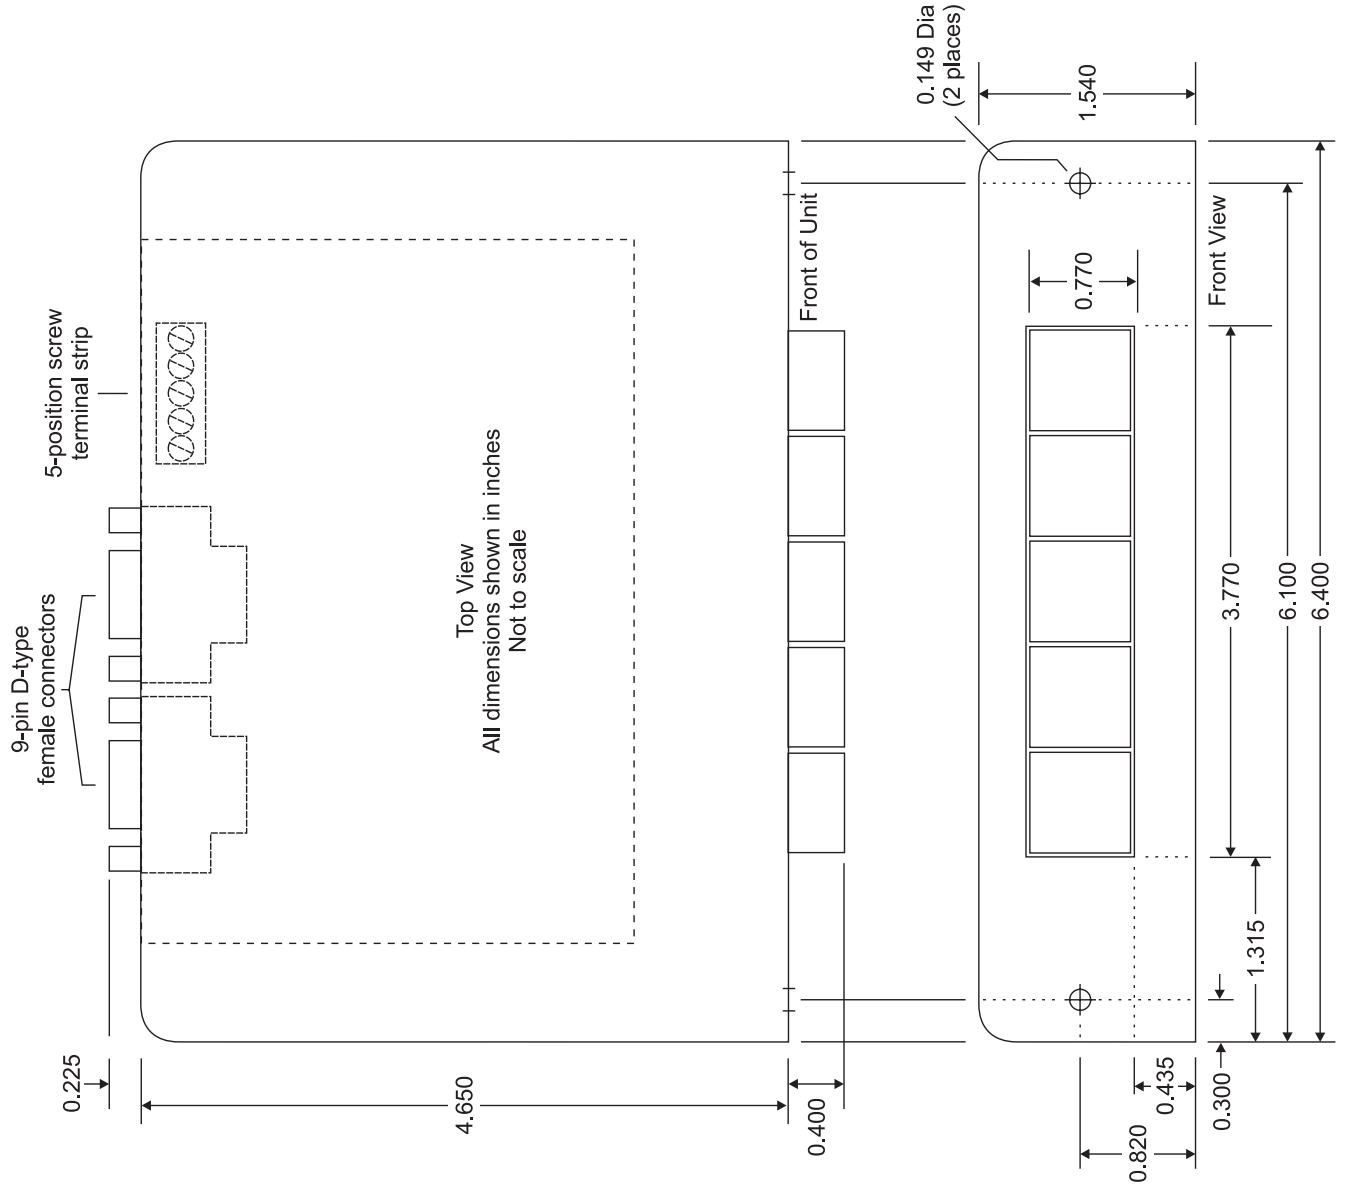 9-pin D-type
female connectors
5-position screw
terminal strip
0.225
4.650
0.400
Top View
All dimensions shown in inches
Not to scale
Front of Unit
0.149 Dia
(2 places)
1.540
0.770
0.820
0.435
0.300
1.315
3.770
6.100
6.400
Front View